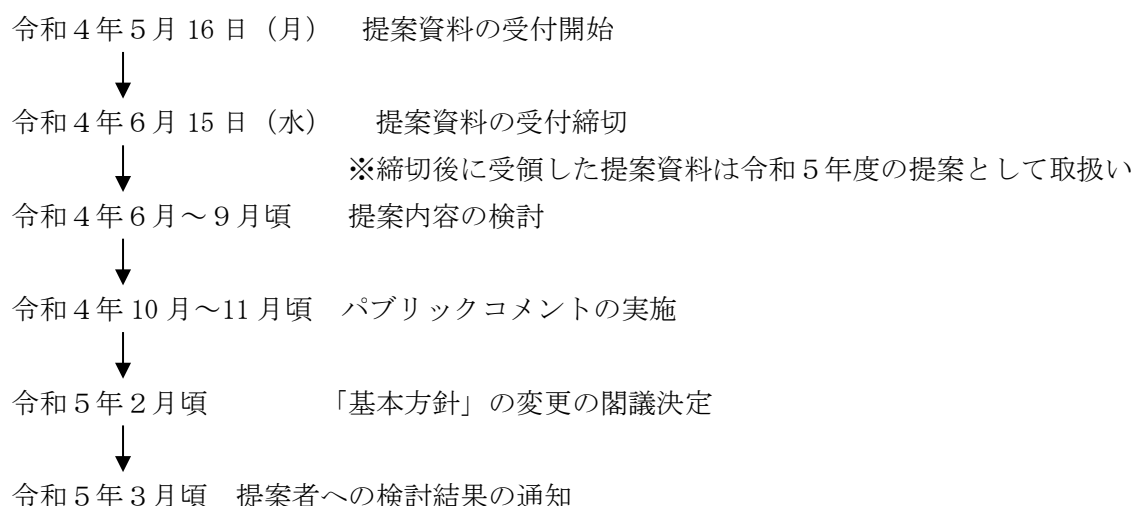 令和４年５月 16 日（月）　提案資料の受付開始
令和４年６月 15 日（水）　　提案資料の受付締切
※締切後に受領した提案資料は令和５年度の提案として取扱い
令和４年６月～９月頃　　提案内容の検討
令和４年 10 月～11 月頃　パブリックコメントの実施
令和５年２月頃　　　　　「基本方針」の変更の閣議決定
令和５年３月頃　提案者への検討結果の通知